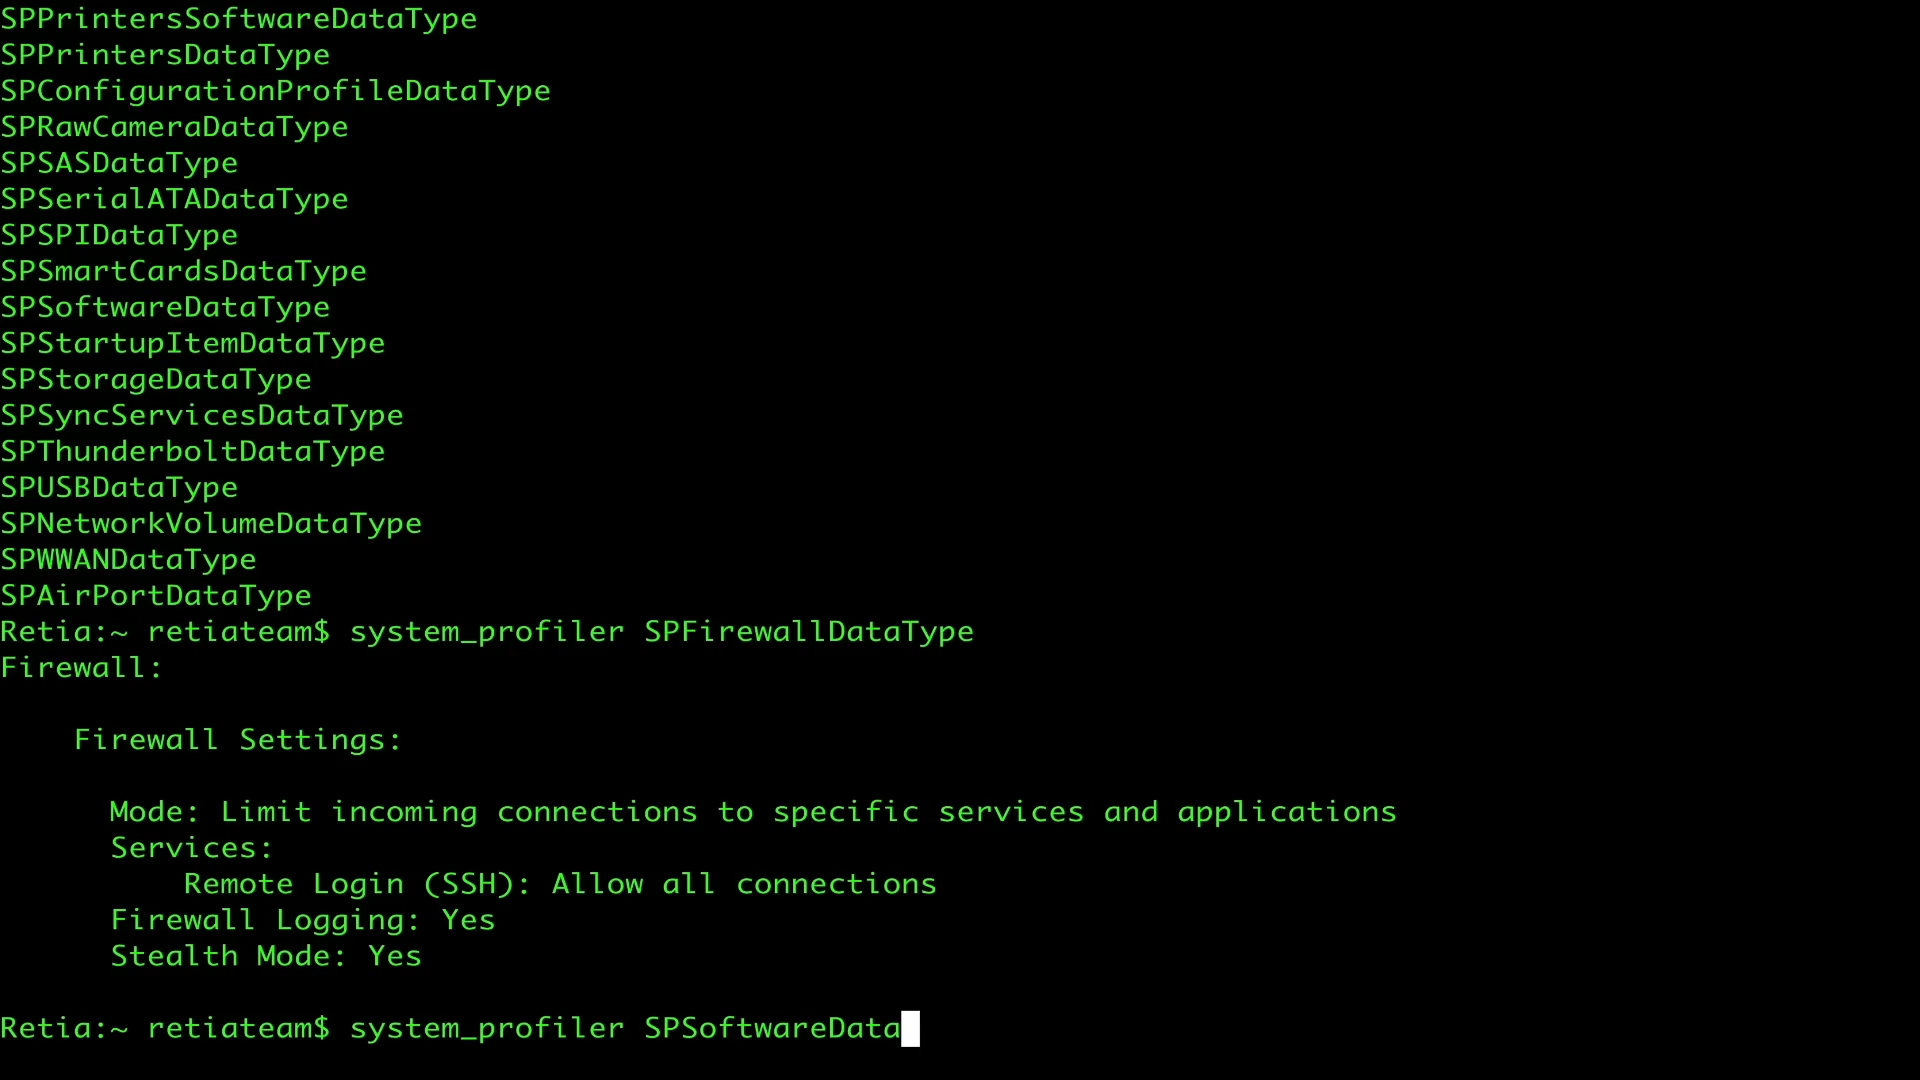 SPPrintersSoftwareDataType
SPPrintersDataType
SPConfigurationProfileDataType
SPRawCameraDataType
SPSASDataType
SPSerialATADataType
SPSPIDataType
SPSmartCardsDataType
SPSoftwareDataType
SPStartupItemDataType
SPStorageDataType
SPSyncServicesDataType
SPThunderboltDataType
SPUSBDataType
SPNetworkVolumeDataType
SPWWANDataType
SPAirPortDataType
Retia:~ retiateam$ system_profiler SPFirewallDataType
Firewall:
Firewall Settings:
Mode: Limit incoming connections to specific services and applications
Services:
Remote Login (SSH): Allow all connections
Firewall Logging: Yes
Stealth Mode: Yes
Retia:~ retiateam$ system_profiler SPSoftwareData